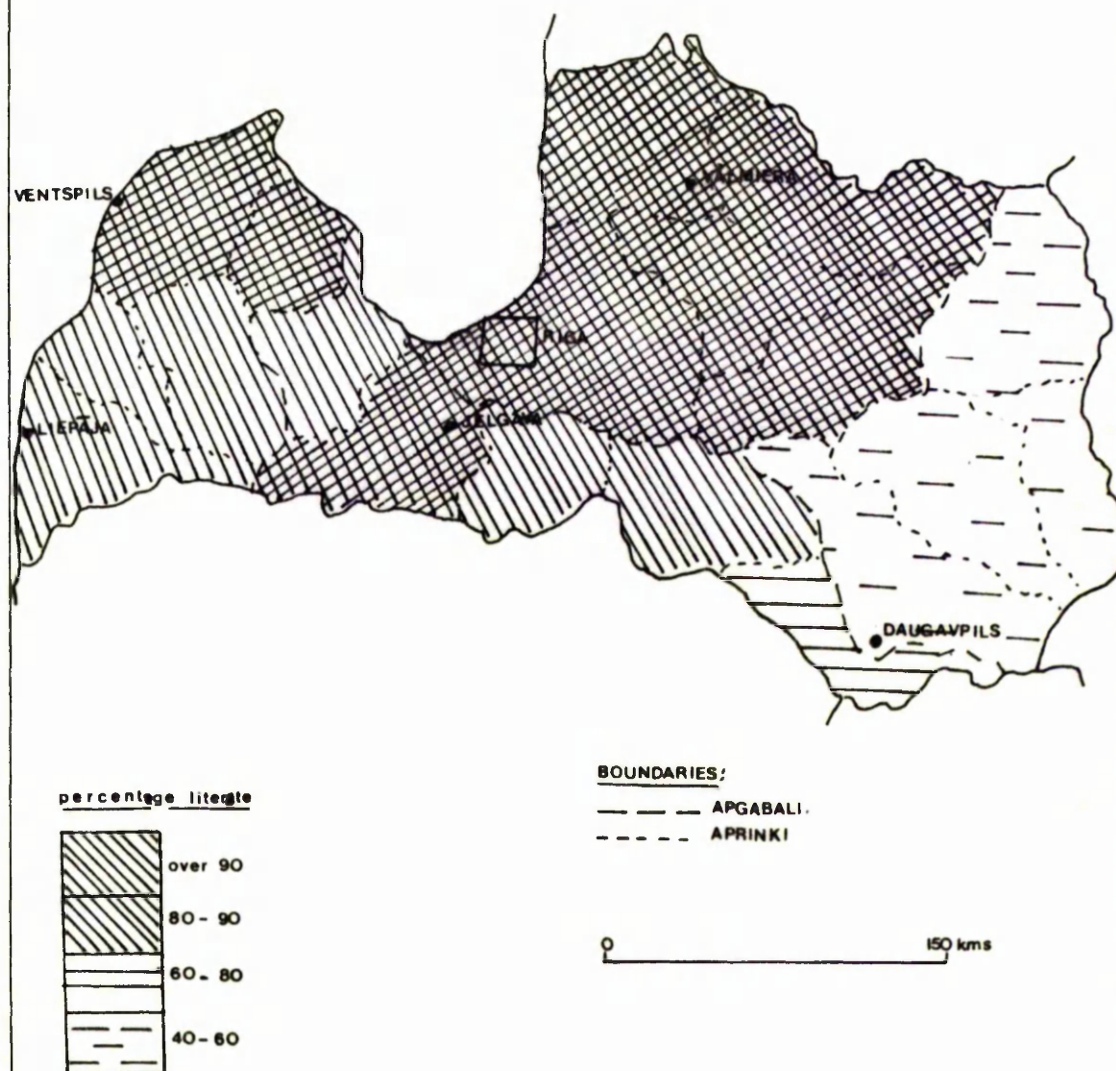 VENTSPILS
VALMIERA
RIGA
JELGAVA
LIEPĀJA
DAUGAVPILS
percentage literate
over 90
80 - 90
60 - 80
40 - 60
BOUNDARIES:
APGABALI.
APRINKI
0 150 kms